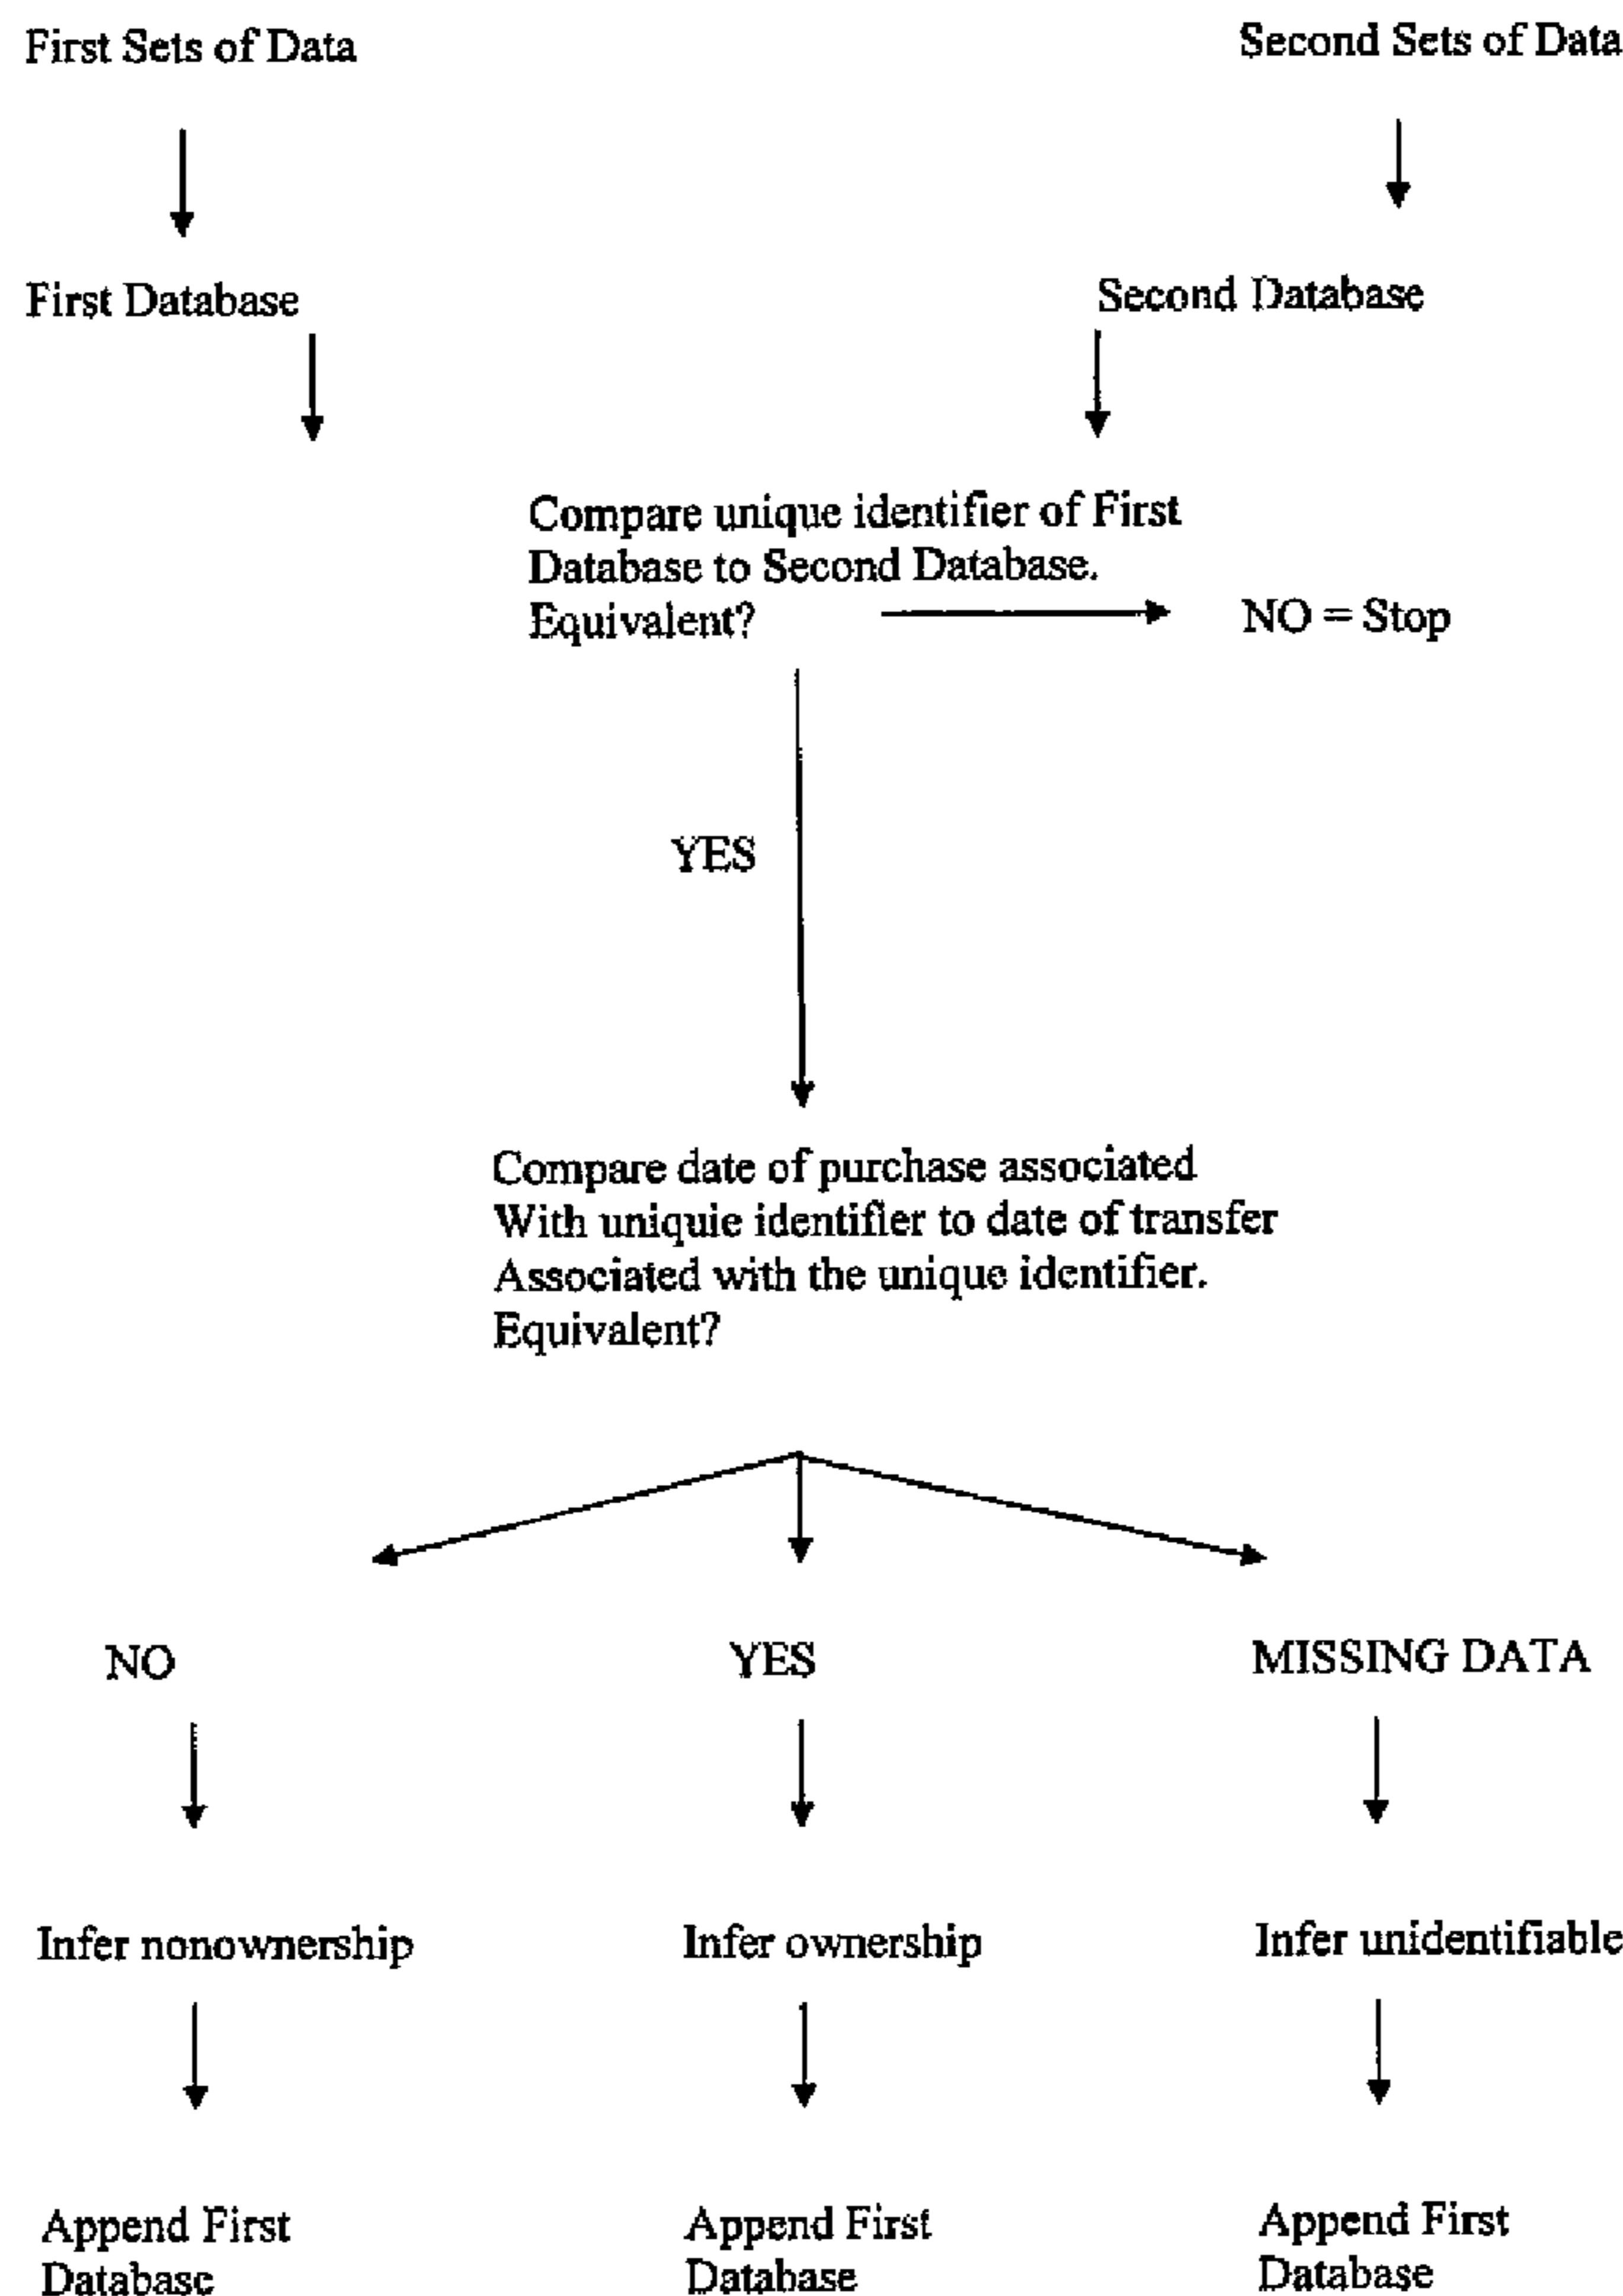 First Sets of Data
Second Sets of Data
First Database
Second Database
Compare unique identifier of First
Database to Second Database.
Equivalent?
NO = Stop
YES
Compare date of purchase associated
With uniquie identifier to date of transfer
Associated with the unique identifier.
Equivalent?
NO
YES
MISSING DATA
Infer nonownership
Infer ownership
Infer unidentifiable
Append First
Database
Append First
Database
Append First
Database